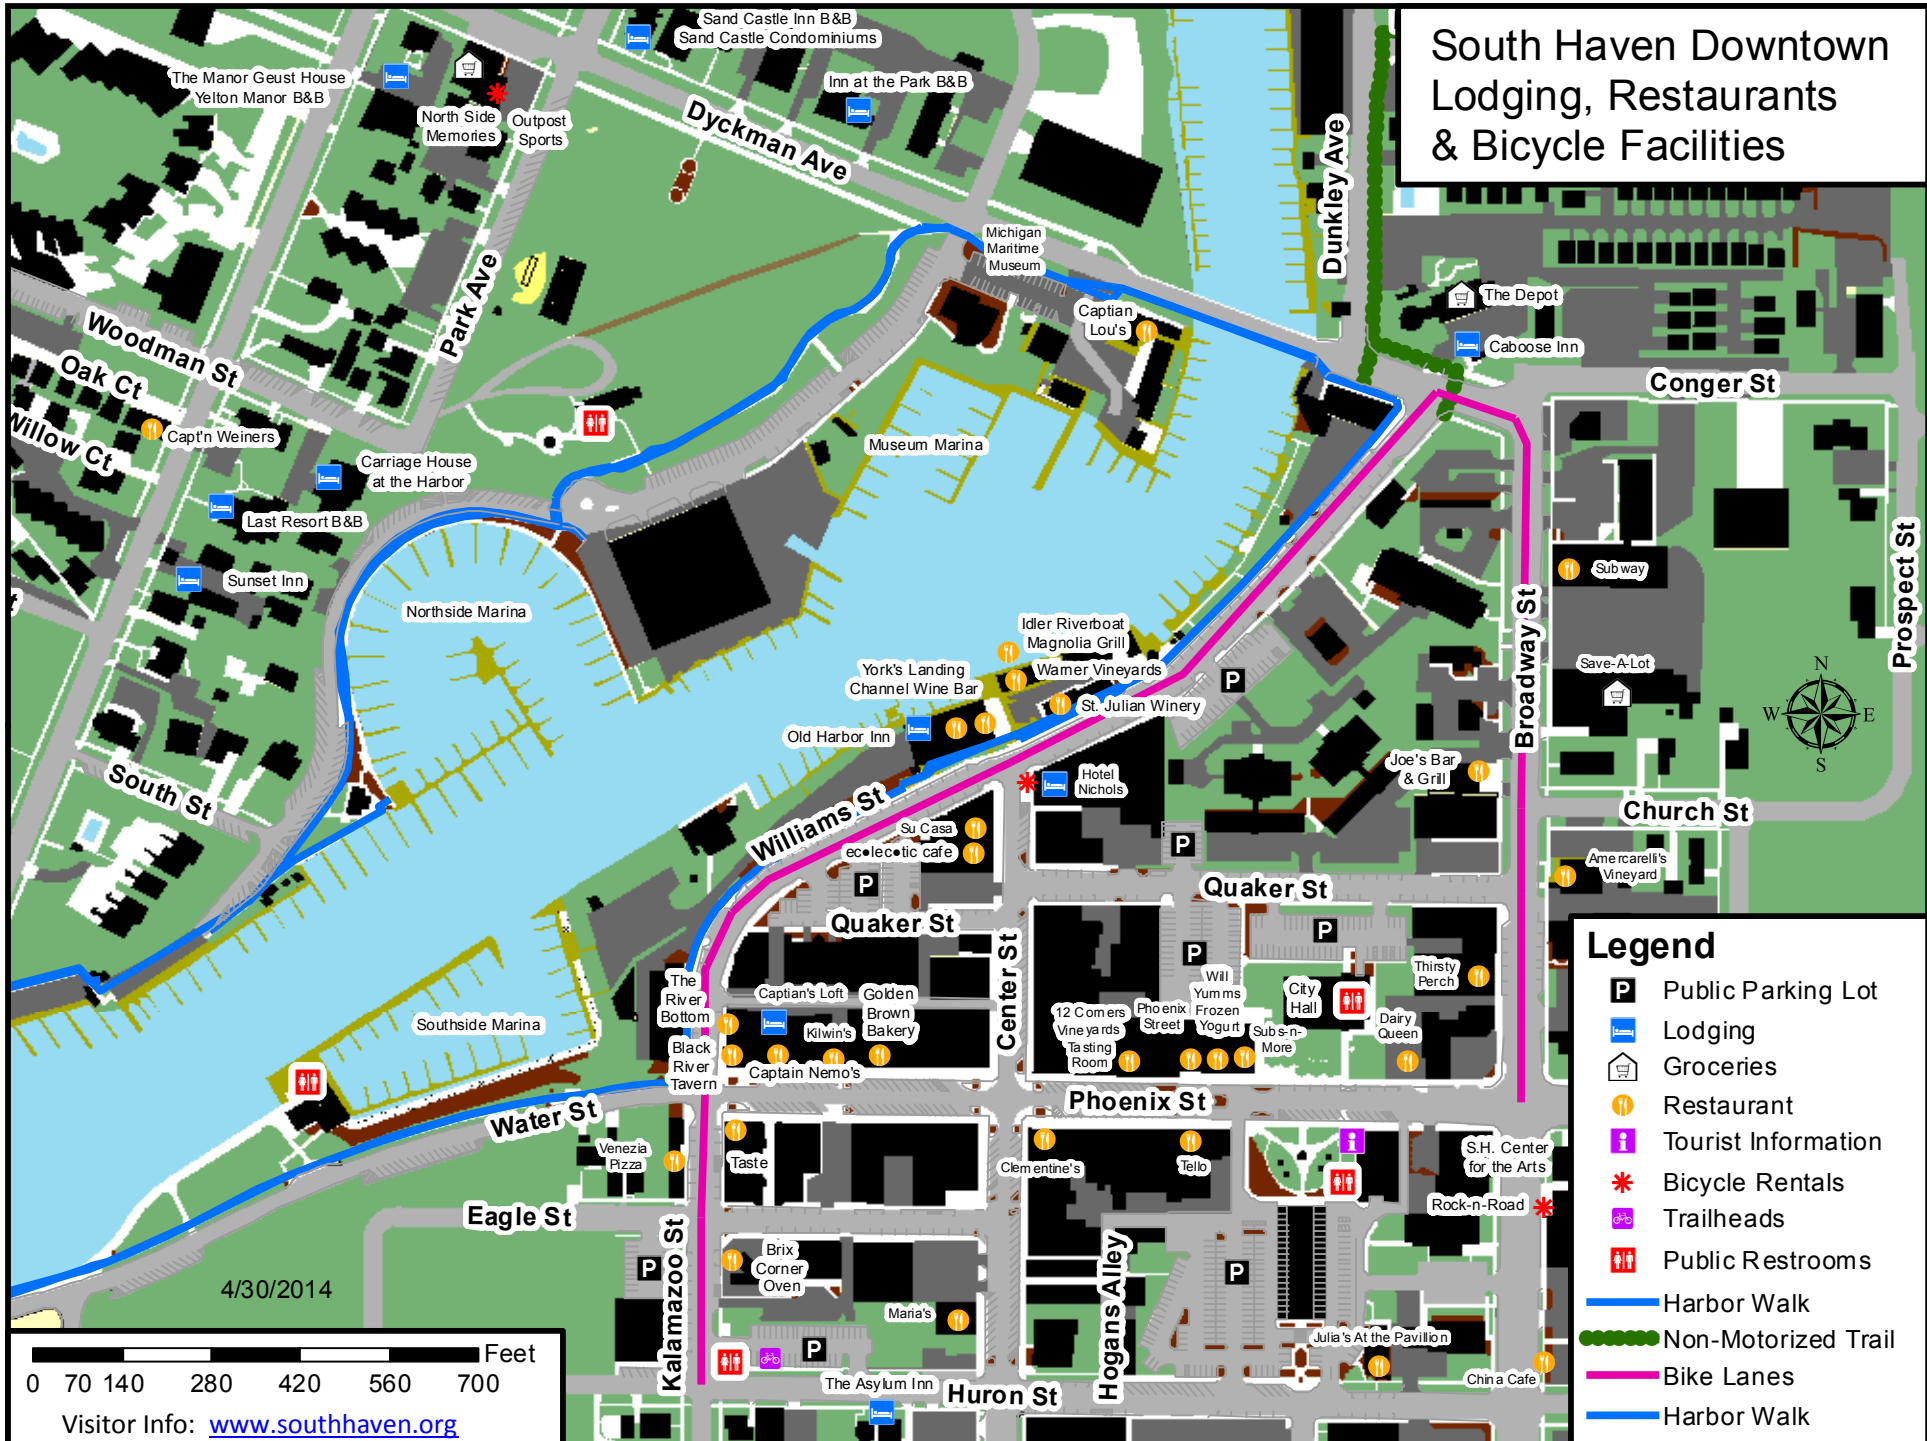 South Haven Downtown
Lodging, Restaurants
& Bicycle Facilities
Sand Castle Inn B&B
Sand Castle Condominiums
The Manor Geust House
Yelton Manor B&B
Inn at the Park B&B
North Side
Memories
Outpost
Sports
Dyckman Ave
Dunkley Ave
Michigan
Maritime
Museum
Park Ave
Captian
Lou's
The Depot
Caboose Inn
Woodman St
Oak Ct
Willow Ct
Conger St
Capt'n Weiners
Carriage House
at the Harbor
Last Resort B&B
Museum Marina
Sunset Inn
Northside Marina
Subway
Prospect St
Broadway St
Idler Riverboat
Magnolia Grill
York's Landing
Channel Wine Bar
Warner Vineyards
St. Julian Winery
Save-A-Lot
N
W
E
S
Old Harbor Inn
Hotel
Nichols
Joe's Bar
& Grill
South St
Williams St
Church St
Su Casa
ec•lec•tic cafe
P
P
P
Amercarelli's
Vineyard
Quaker St
Quaker St
Center St
P
P
The
River
Bottom
Captian's Loft
Golden
Brown
Bakery
Kilwin's
Captain Nemo's
Black
River
Tavern
Southside Marina
12 Corners
Vineyards
Tasting
Room
Phoenix
Street
Will
Yumms
Frozen
Yogurt
Subs-n-
More
City
Hall
Thirsty
Perch
Dairy
Queen
Phoenix St
Water St
Venezia
Pizza
Taste
Clementine's
Tello
S.H. Center
for the Arts
Rock-n-Road
Eagle St
Kalamazoo St
P
Brix
Corner
Oven
Maria's
Hogans Alley
P
P
Julia's At the Pavillion
China Cafe
The Asylum Inn
Huron St
Legend
P Public Parking Lot
Lodging
Groceries
Restaurant
i Tourist Information
Bicycle Rentals
Trailheads
Public Restrooms
Harbor Walk
Non-Motorized Trail
Bike Lanes
Harbor Walk
4/30/2014
Feet
0 70 140 280 420 560 700
Visitor Info: www.southhaven.org